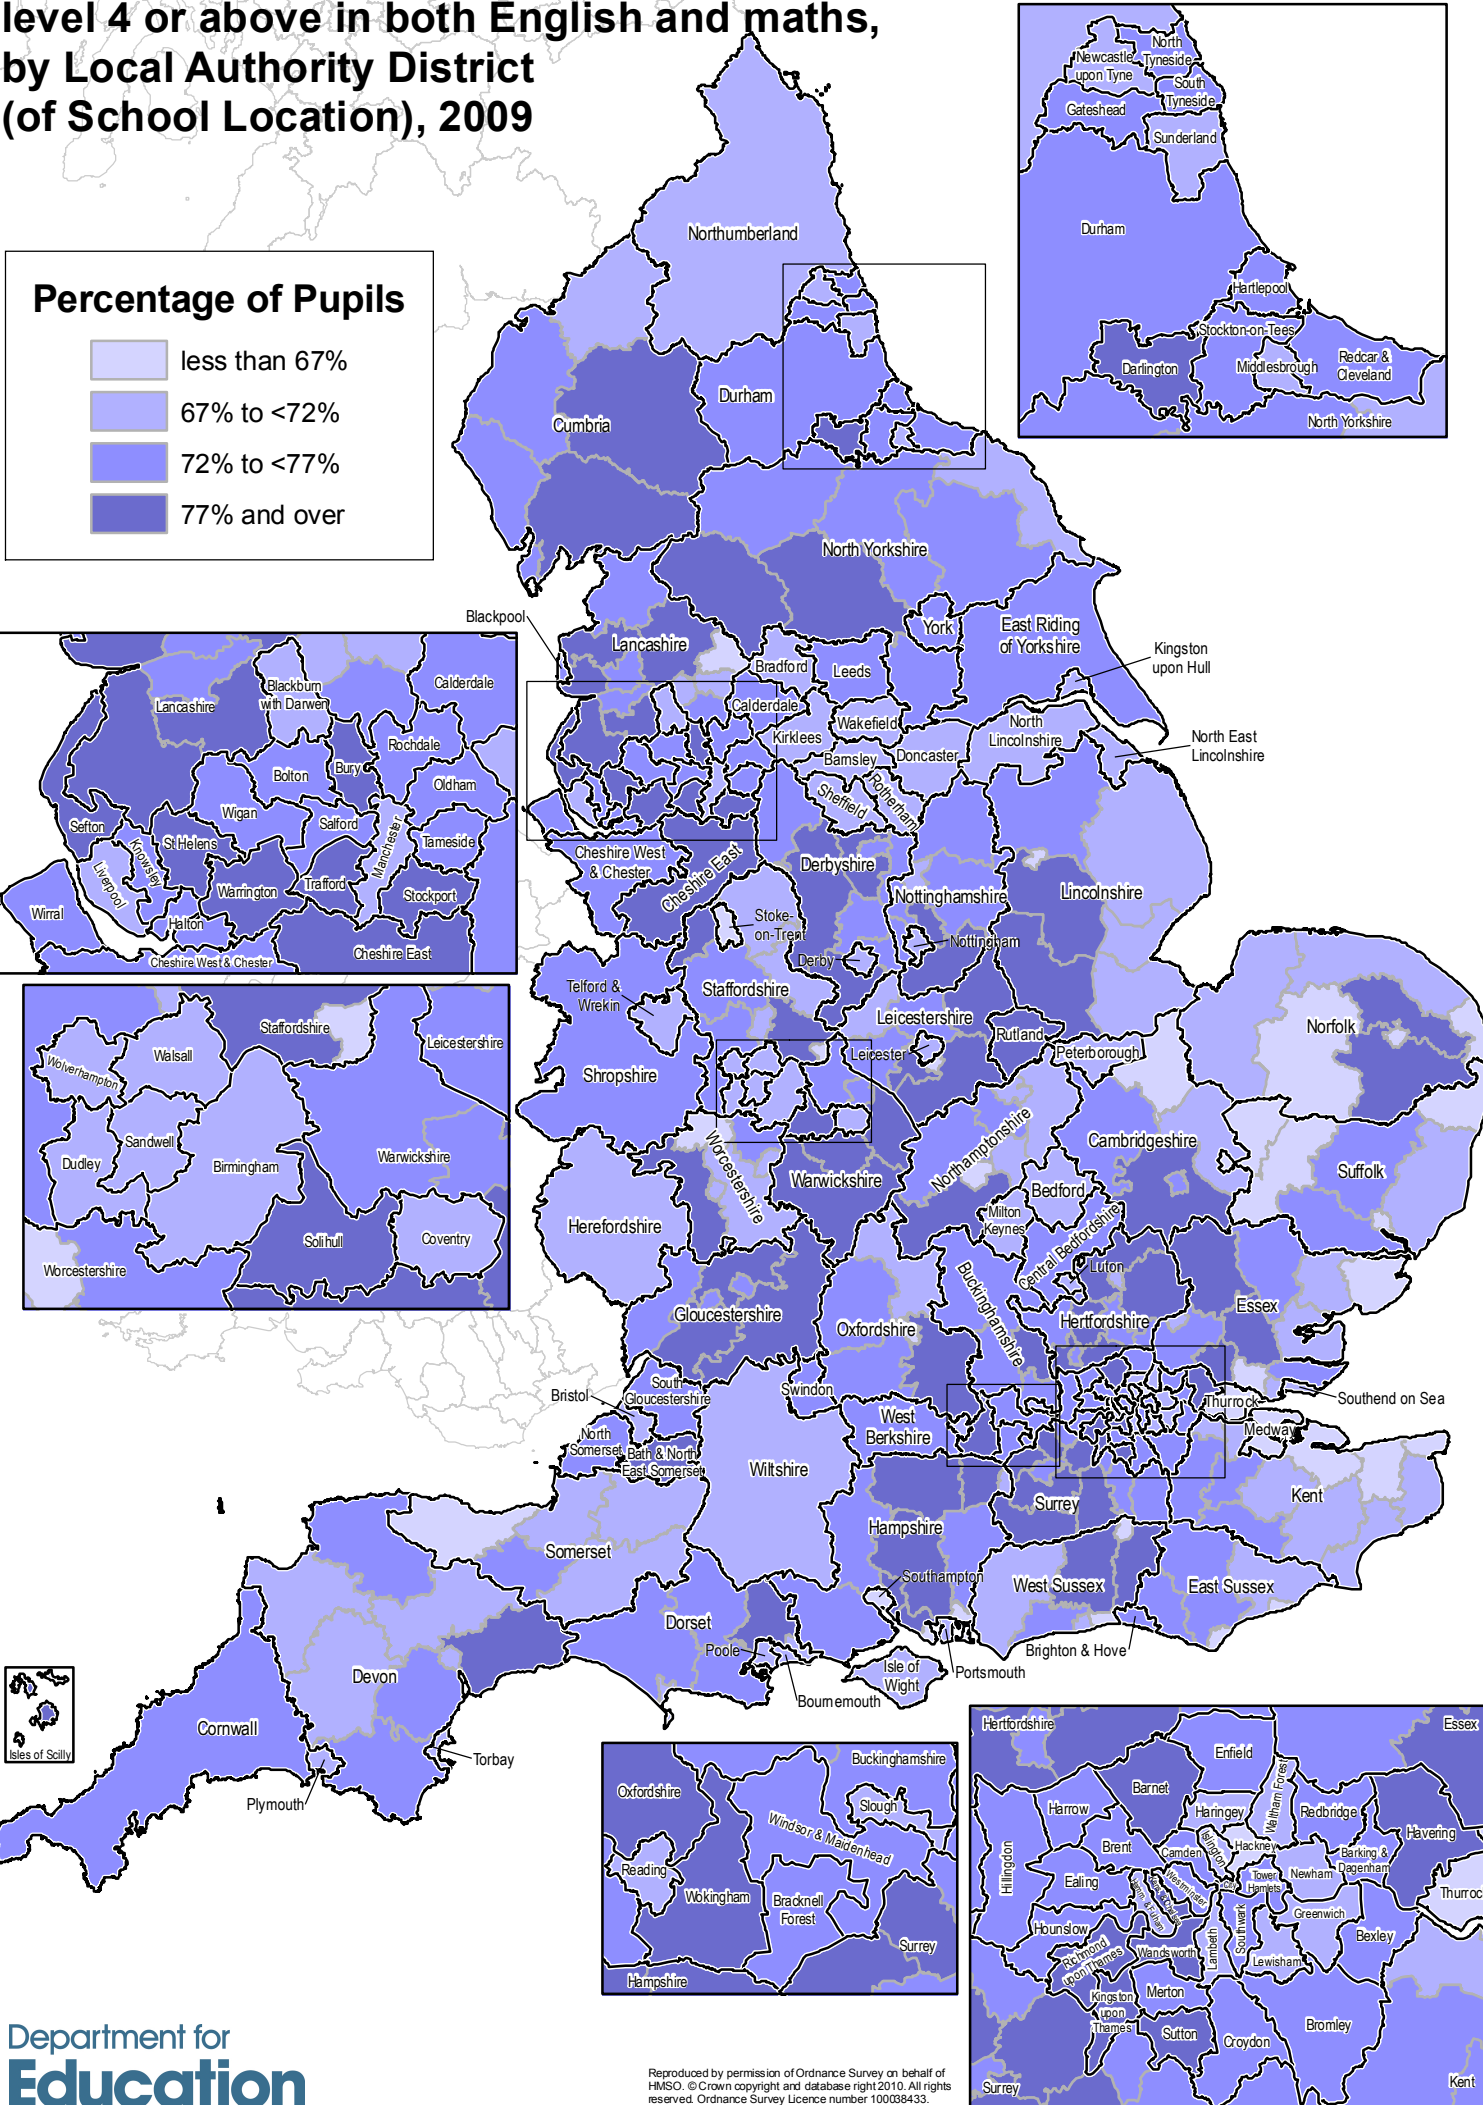 level 4 or above in both English and maths,
by Local Authority District
(of School Location), 2009
Percentage of Pupils
less than 67%
67% to <72%
72% to <77%
77% and over
Newcastle
upon Tyne
North
Tyneside
South
Tyneside
Gateshead
Sunderland
Durham
Hartlepool
Stockton-on-Tees
Darlington
Middlesbrough
Redcar &
Cleveland
North Yorkshire
Northumberland
Durham
Cumbria
North Yorkshire
Blackpool
Lancashire
York
East Riding
of Yorkshire
Kingston
upon Hull
Bradford
Leeds
Calderdale
Wakefield
Kirklees
North
Lincolnshire
North East
Lincolnshire
Barnsley
Doncaster
Sheffield
Rotherham
Cheshire West
& Chester
Cheshire East
Derbyshire
Nottinghamshire
Lincolnshire
Stoke-
on-Trent
Nottingham
Derby
Telford &
Wrekin
Staffordshire
Leicestershire
Rutland
Leicester
Peterborough
Norfolk
Shropshire
Worcestershire
Warwickshire
Northamptonshire
Cambridgeshire
Suffolk
Herefordshire
Bedford
Milton
Keynes
Central Bedfordshire
Luton
Buckinghamshire
Gloucestershire
Oxfordshire
Hertfordshire
Essex
Bristol
South
Gloucestershire
Swindon
North
Somerset
Bath & North
East Somerset
West
Berkshire
Wiltshire
Thurrock
Southend on Sea
Medway
Kent
Surrey
Hampshire
Somerset
Southampton
West Sussex
East Sussex
Dorset
Poole
Bournemouth
Isle of
Wight
Portsmouth
Brighton & Hove
Devon
Cornwall
Torbay
Plymouth
Isles of Scilly
Lancashire
Blackburn
with Darwen
Calderdale
Rochdale
Bolton
Bury
Oldham
Wigan
Salford
Sefton
St Helens
Manchester
Tameside
Knowsley
Liverpool
Trafford
Warrington
Stockport
Wirral
Halton
Cheshire West & Chester
Cheshire East
Staffordshire
Leicestershire
Walsall
Wolverhampton
Sandwell
Dudley
Birmingham
Warwickshire
Solihull
Coventry
Worcestershire
Buckinghamshire
Oxfordshire
Slough
Windsor & Maidenhead
Reading
Wokingham
Bracknell
Forest
Surrey
Hampshire
Hertfordshire
Essex
Enfield
Barnet
Harrow
Haringey
Waltham Forest
Redbridge
Havering
Brent
Camden
Islington
Hackney
Barking &
Dagenham
Hillingdon
Ealing
Westminster
City
Tower
Hamlets
Newham
Thurroc
Hounslow
Greenwich
Southwark
Bexley
Richmond
upon Thames
Wandsworth
Lambeth
Lewisham
Kingston
upon
Thames
Merton
Sutton
Croydon
Bromley
Surrey
Kent
Department for
Education
Reproduced by permission of Ordnance Survey on behalf of
HMSO. © Crown copyright and database right 2010. All rights
reserved. Ordnance Survey Licence number 100038433.